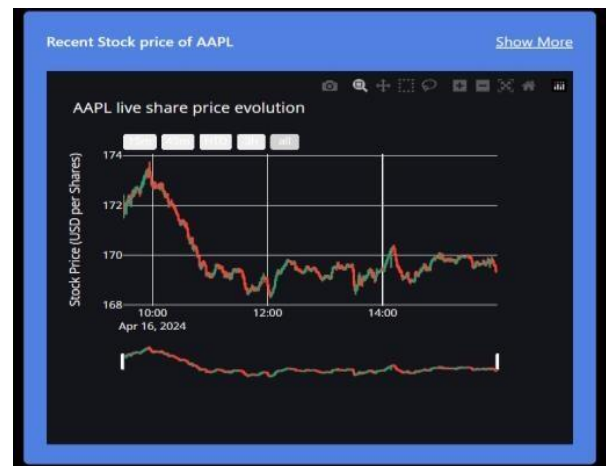 Recent Stock price of AAPL
Show More
AAPL live share price evolution
all
Stock Price (USD per Shares)
174
172
170
168
10:00
12:00
14:00
Apr 16, 2024